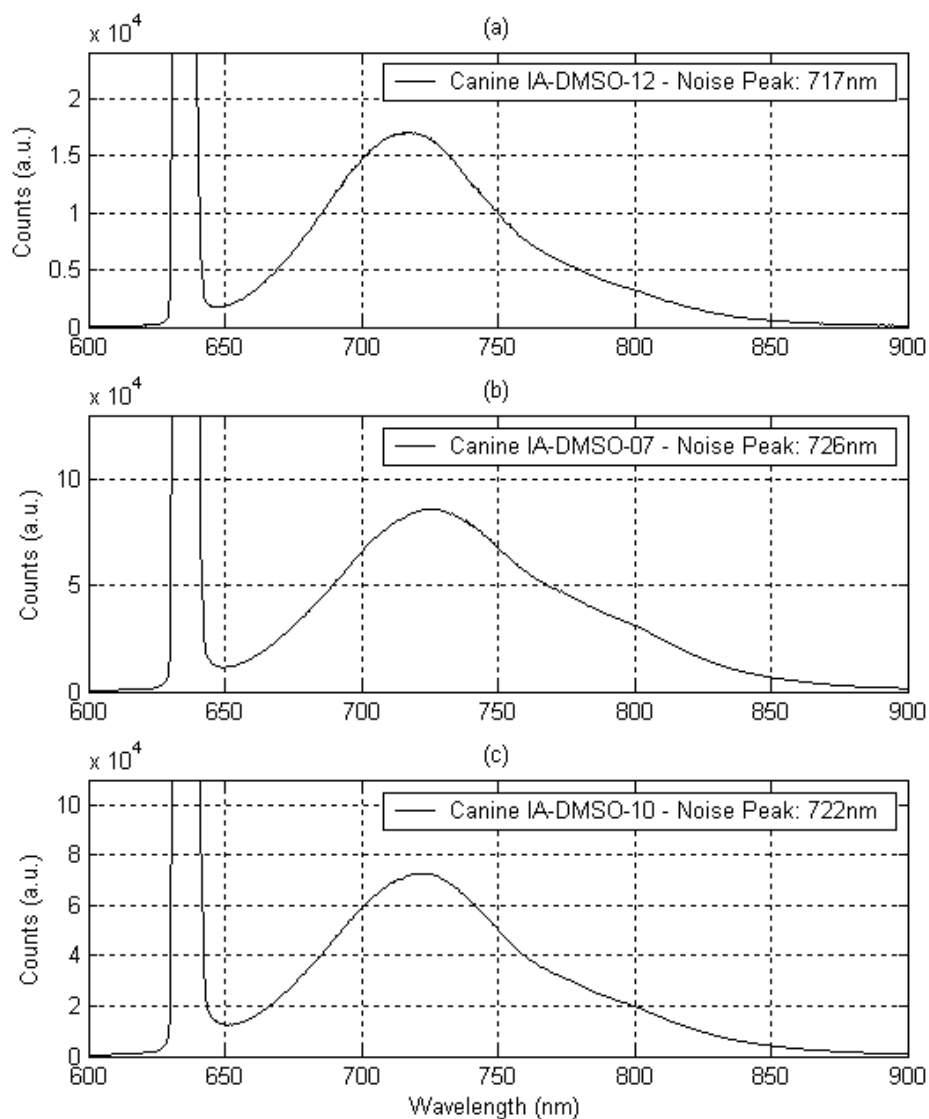 (a)
x 10^4
Canine IA-DMSO-12 - Noise Peak: 717nm
Counts (a.u.)
2
1.5
1
0.5
0
600 650 700 750 800 850 900
(b)
x 10^4
Canine IA-DMSO-07 - Noise Peak: 726nm
Counts (a.u.)
10
5
0
600 650 700 750 800 850 900
(c)
x 10^4
Canine IA-DMSO-10 - Noise Peak: 722nm
Counts (a.u.)
10
8
6
4
2
0
600 650 700 750 800 850 900
Wavelength (nm)